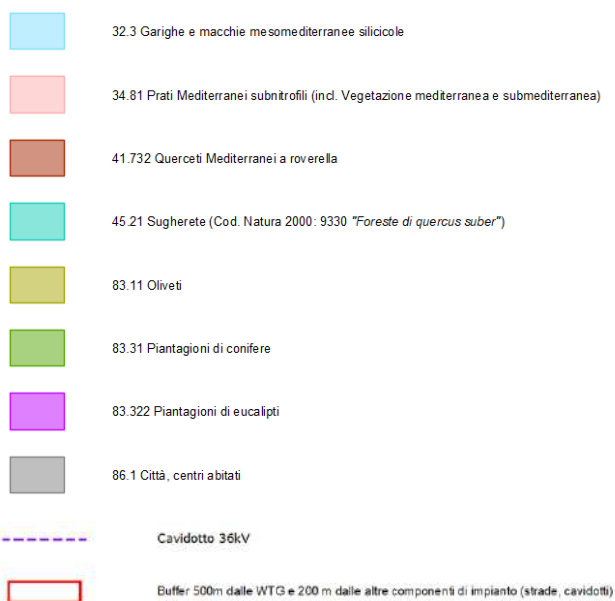 32.3 Garighe e macchie mesomediterranee silicicole
34.81 Prati Mediterranei subnitrofili (incl. Vegetazione mediterranea e submediterranea)
41.732 Querceti Mediterranei a roverella
45.21 Sugherete (Cod. Natura 2000: 9330 "Foreste di quercus suber")
83.11 Oliveti
83.31 Piantagioni di conifere
83.322 Piantagioni di eucalipti
86.1 Città, centri abitati
Cavidotto 36kV
Buffer 500m dalle WTG e 200 m dalle altre componenti di impianto (strade, cavidotti)